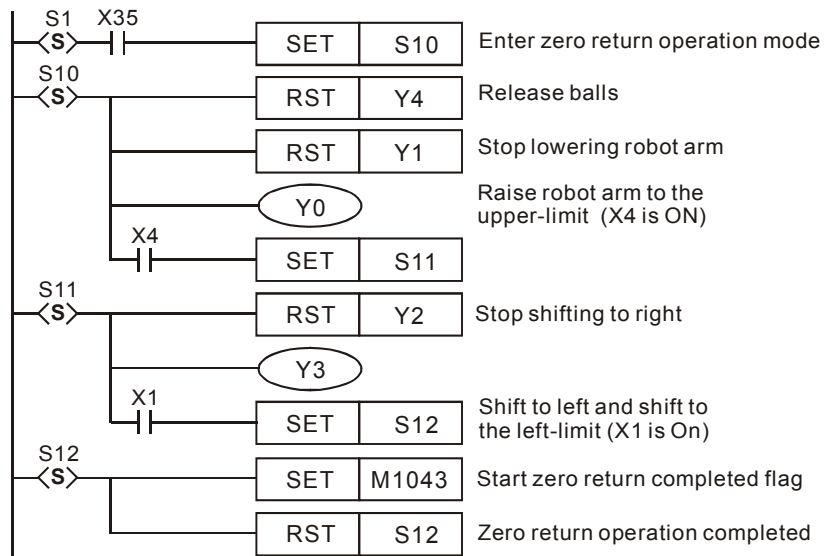 S1 X35
S SET S10 Enter zero return operation mode
S10
S RST Y4 Release balls
RST Y1 Stop lowering robot arm
Y0 Raise robot arm to the
upper-limit (X4 is ON)
X4
SET S11
S11
S RST Y2 Stop shifting to right
Y3
X1
SET S12 Shift to left and shift to
the left-limit (X1 is On)
S12
S SET M1043 Start zero return completed flag
RST S12 Zero return operation completed